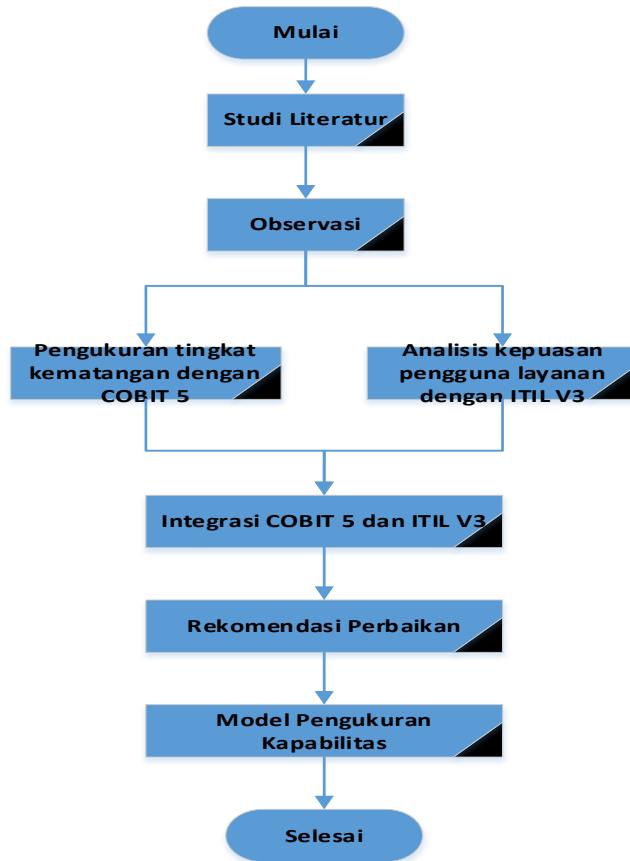 Mulai
Studi Literatur
Observasi
Pengukuran tingkat
kematangan dengan
COBIT 5
Analisis kepuasan
pengguna layanan
dengan ITIL V3
Integrasi COBIT 5 dan ITIL V3
Rekomendasi Perbaikan
Model Pengukuran
Kapabilitas
Selesai